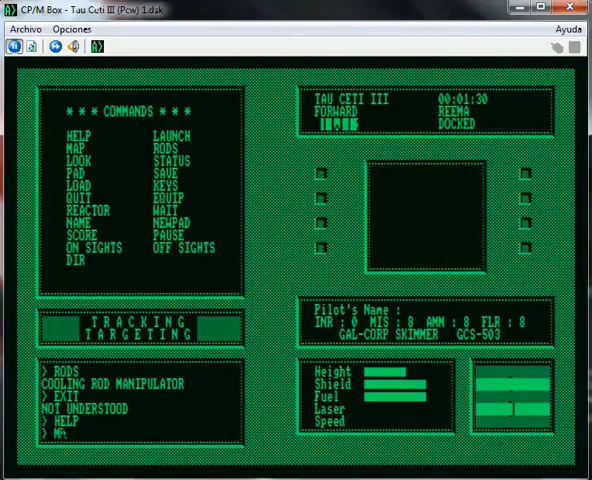 CP/M Box - Tau Ceti III (Pcw) 1.dsk
Archivo Opciones Ayuda
A>
* * * COMMANDS * * *
HELP LAUNCH
MAP RODS
LOOK STATUS
PAD SAVE
LOAD KEYS
QUIT EQUIP
REACTOR WAIT
NAME NEWPAD
SCORE PAUSE
ON SIGHTS OFF SIGHTS
DIR
TAU CETI III 00:01:30
FORWARD REEMA
DOCKED
TRACKING
TARGETING
Pilot's Name :
INR : 0 MIS : 8 AMM : 8 FLR : 8
GAL-CORP SKIMMER GCS-503
> RODS
COOLING ROD MANIPULATOR
> EXIT
NOT UNDERSTOOD
> HELP
Height
Shield
Fuel
Laser
Speed